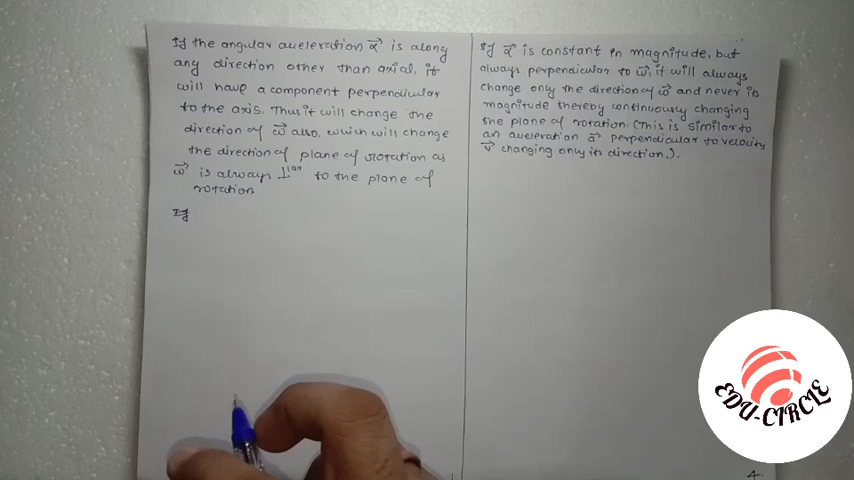 If the angular acceleration α⃗ is along
any direction other than axial, it
will have a component perpendicular
to the axis. Thus it will change the
direction of ω⃗ also, which will change
the direction of plane of rotation as
ω⃗ is always ⊥lar to the plane of
rotation
If
If α⃗ is constant in magnitude, but
always perpendicular to ω⃗, it will always
change only the direction of ω⃗ and never its
magnitude thereby continuously changing
the plane of rotation. (This is similar to
an acceleration a⃗ perpendicular to velocity
v⃗ changing only its direction.).
4.
EDU-CIRCLE